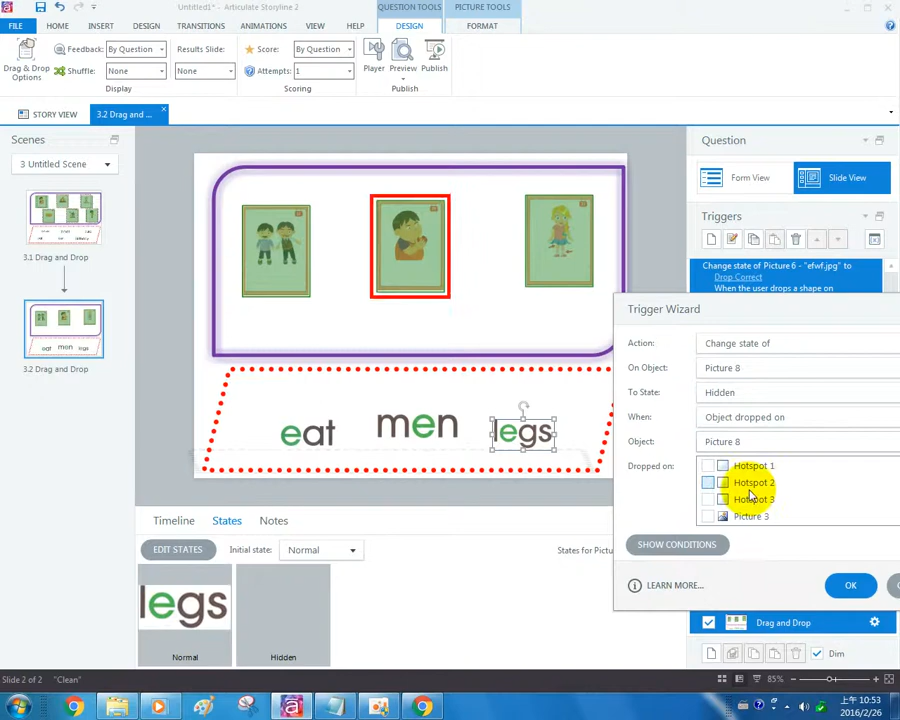 Untitled1* - Articulate Storyline 2
QUESTION TOOLS
PICTURE TOOLS
FILE
HOME
INSERT
DESIGN
TRANSITIONS
ANIMATIONS
VIEW
HELP
DESIGN
FORMAT
Drag & Drop
Options
Feedback:
By Question
Shuffle:
None
Display
Results Slide:
None
Score:
By Question
Attempts:
1
Scoring
Player
Preview
Publish
Publish
STORY VIEW
3.2 Drag and ...
Scenes
3 Untitled Scene
3.1 Drag and Drop
eat men legs
3.2 Drag and Drop
eat
men
legs
Question
Form View
Slide View
Triggers
Change state of Picture 6 - "efwf.jpg" to
Drop Correct
When the user drops a shape on
Trigger Wizard
Action:
Change state of
On Object:
Picture 8
To State:
Hidden
When:
Object dropped on
Object:
Picture 8
Dropped on:
Hotspot 1
Hotspot 2
Hotspot 3
Picture 3
SHOW CONDITIONS
LEARN MORE...
OK
Timeline
States
Notes
EDIT STATES
Initial state:
Normal
States for Pictu
legs
Normal
Hidden
Drag and Drop
Dim
Slide 2 of 2
"Clean"
85%
上午 10:53
2016/2/26